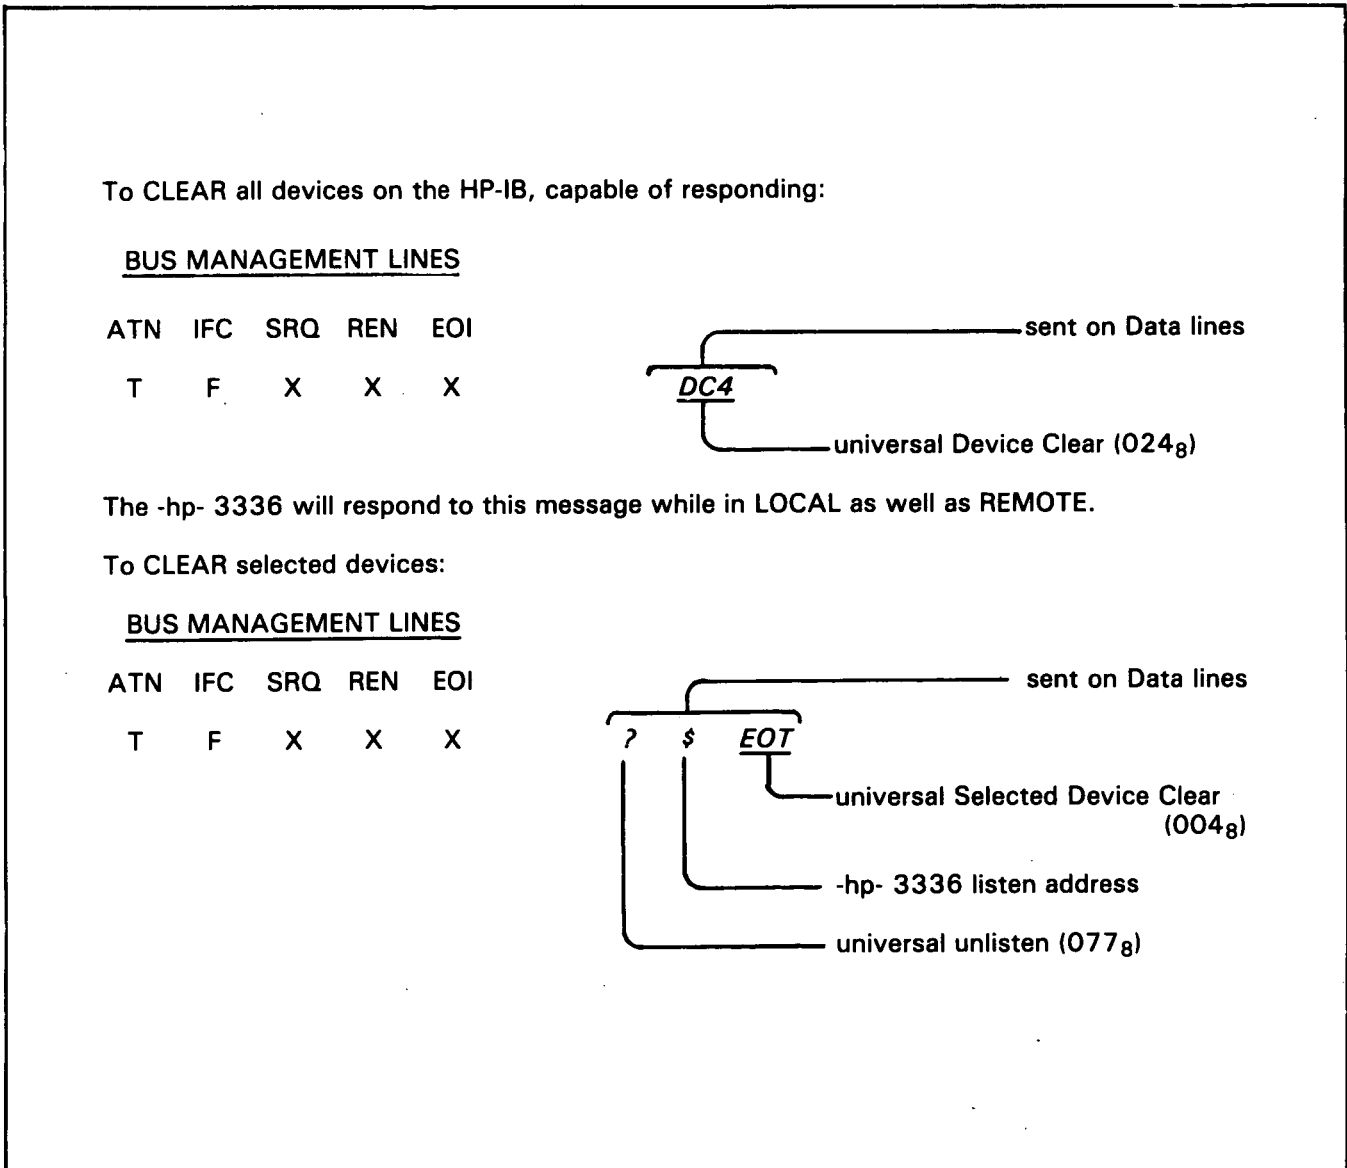 To CLEAR all devices on the HP-IB, capable of responding:
BUS MANAGEMENT LINES
ATN IFC SRQ REN EOI
sent on Data lines
T F X X X
DC4
universal Device Clear (024₈)
The -hp- 3336 will respond to this message while in LOCAL as well as REMOTE.
To CLEAR selected devices:
BUS MANAGEMENT LINES
ATN IFC SRQ REN EOI
sent on Data lines
T F X X X
? $ EOT
universal Selected Device Clear
(004₈)
-hp- 3336 listen address
universal unlisten (077₈)